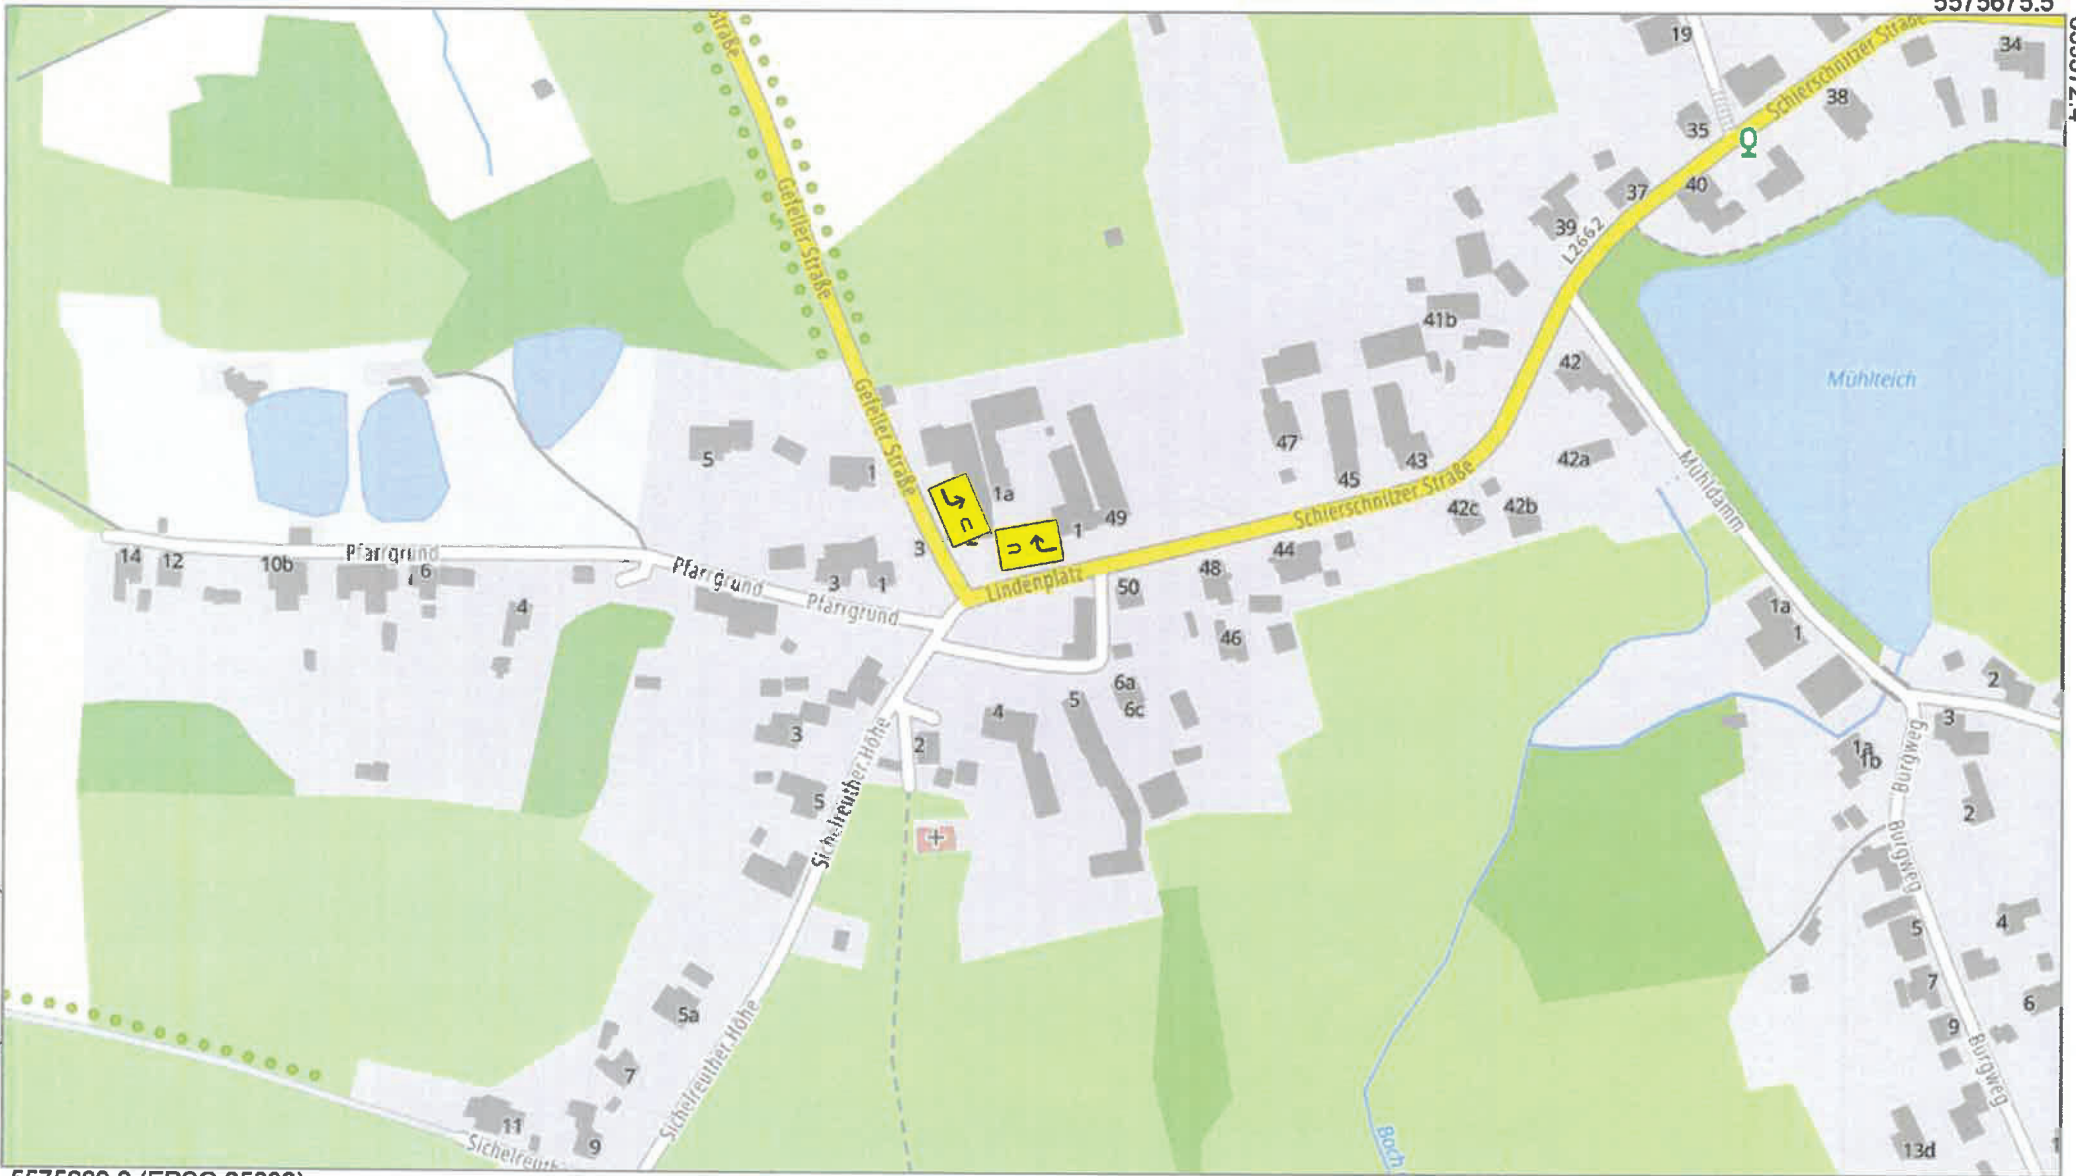 5575675.5
Straße
19
Schierschnitzer Straße
34
38
35
Gefeller Straße
37
40
39
L2662
41b
42
Mühlteich
Gefeller Straße
5
1
47
45
43
42a
Mühldamm
1a
49
1
Schierschnitzer Straße
42c
42b
U
U
3
44
14
12
10b
Pfarrgrund
6
Pfarrgrund
3
1
Pfarrgrund
Lindenplatz
50
48
4
46
1a
1
6a
6c
5
4
2
3
3
2
Sichelreuther Höhe
1a
1b
Burgweg
5
2
Burgweg
4
5
7
6
5a
9
Sichelreuther Höhe
7
Burgweg
11
9
Sichelreuth
Boch
13d